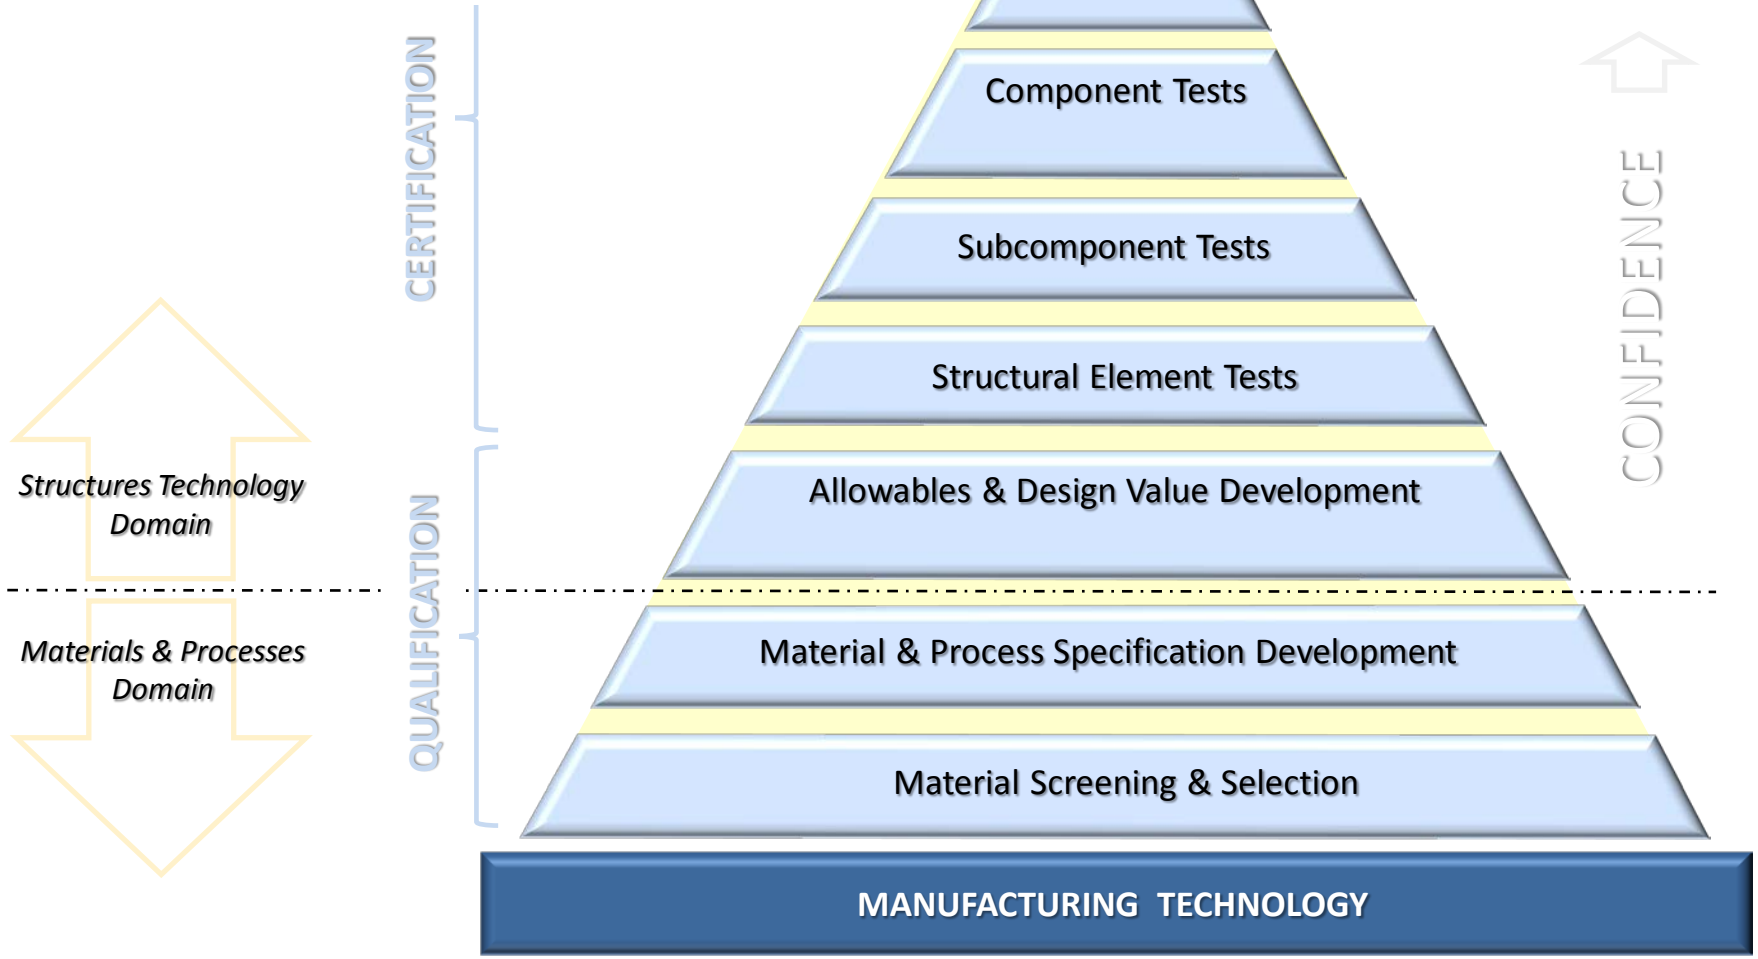 Component Tests
CERTIFICATION
Subcomponent Tests
CONFIDENCE
Structural Element Tests
Structures Technology
Domain
Allowables & Design Value Development
QUALIFICATION
Materials & Processes
Domain
Material & Process Specification Development
Material Screening & Selection
MANUFACTURING TECHNOLOGY